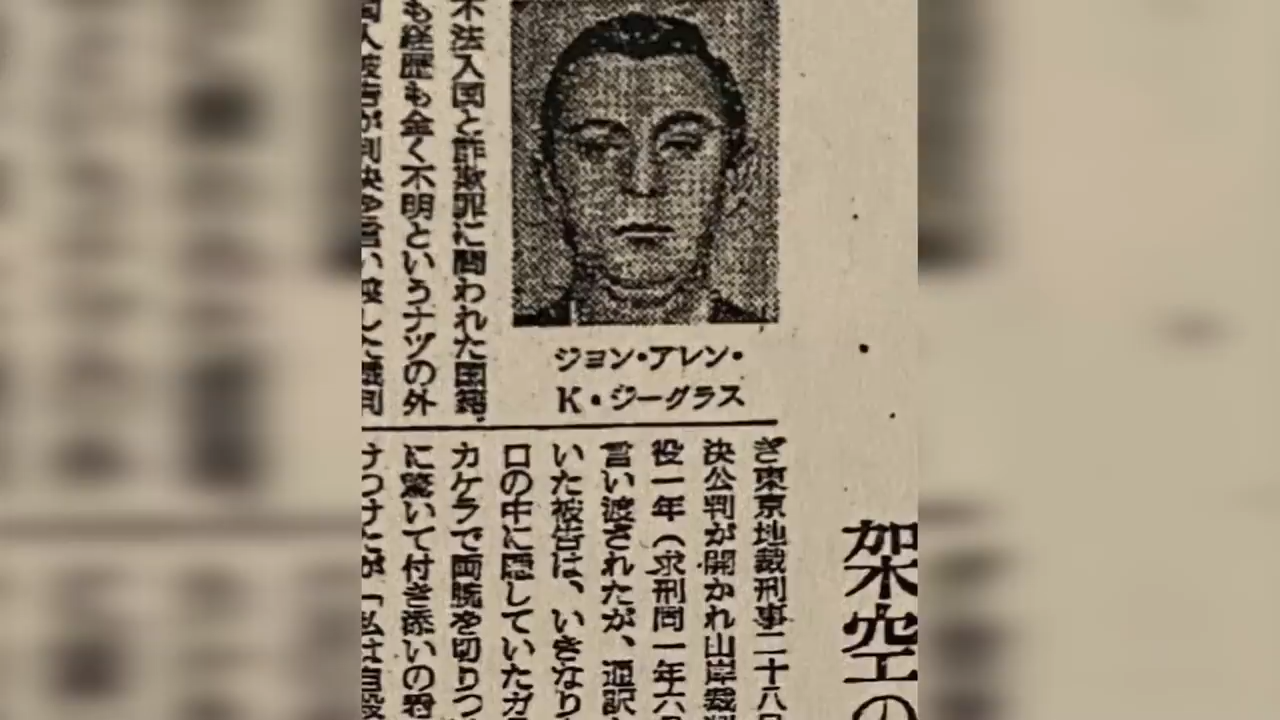 架空の
不法入国と詐欺罪に問われた国籍、
も経歴も全く不明というナゾの外
国人被告が判決を言い渡した裁判
ジョン・アレン・
K・ジーグラス
ぎ東京地裁刑事二十八号
決公判が開かれ山岸裁判
役一年（求刑同一年六月
言い渡されたが、通訳
いた被告は、いきなり
口の中に隠していたガラ
カケラで両腕を切りつ
に驚いて付き添いの看
けつけたが「私は自殺